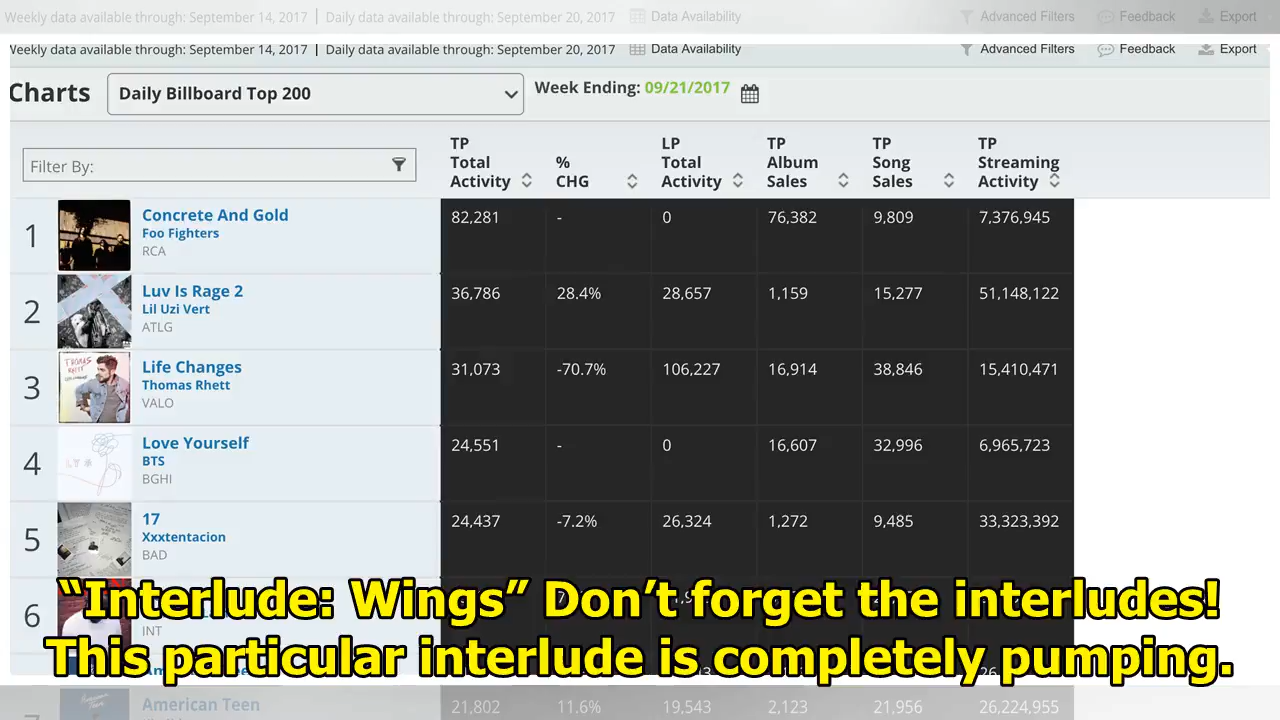 Weekly data available through: September 14, 2017 | Daily data available through: September 20, 2017 Data Availability Advanced Filters Feedback Export
Weekly data available through: September 14, 2017 | Daily data available through: September 20, 2017 Data Availability Advanced Filters Feedback Export
Charts Daily Billboard Top 200 Week Ending: 09/21/2017
Filter By: TP Total Activity % CHG LP Total Activity TP Album Sales TP Song Sales TP Streaming Activity
1 Concrete And Gold 82,281 - 0 76,382 9,809 7,376,945
Foo Fighters
RCA
2 Luv Is Rage 2 36,786 28.4% 28,657 1,159 15,277 51,148,122
Lil Uzi Vert
ATLG
3 Life Changes 31,073 -70.7% 106,227 16,914 38,846 15,410,471
THOMAS RHETT
Thomas Rhett
VALO
4 Love Yourself 24,551 - 0 16,607 32,996 6,965,723
BTS
BGHI
5 17 24,437 -7.2% 26,324 1,272 9,485 33,323,392
Xxxtentacion
BAD
6
“Interlude: Wings” Don’t forget the interludes!
INT
This particular interlude is completely pumping.
American Teen 21,802 11.6% 19,543 2,123 21,956 26,224,955